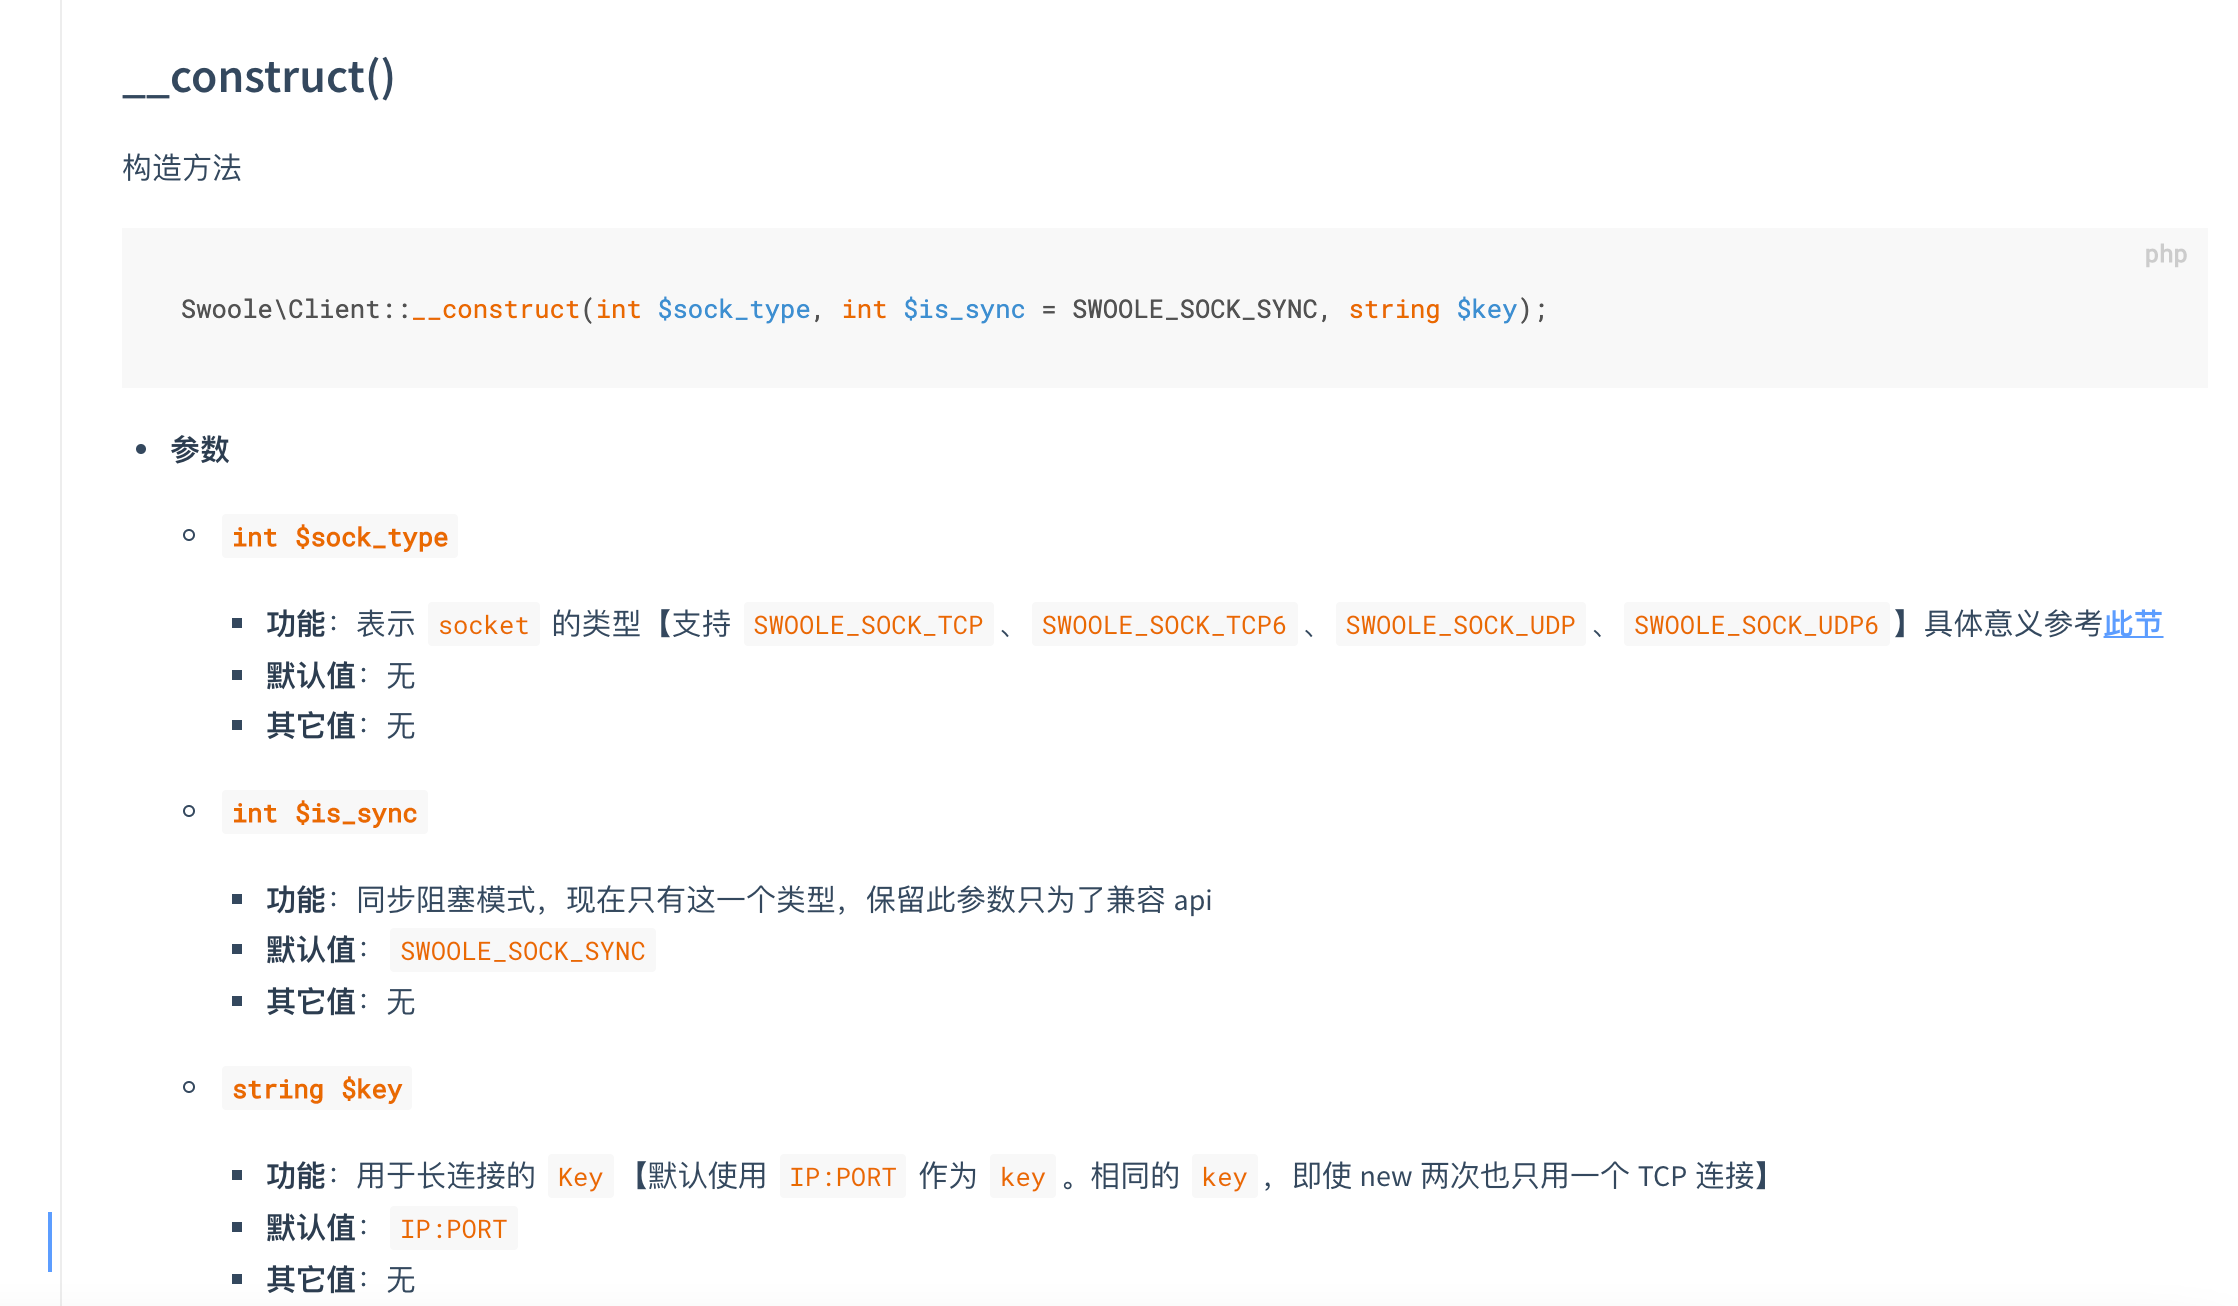 __construct()
构造方法
php
Swoole\Client::__construct(int $sock_type, int $is_sync = SWOOLE_SOCK_SYNC, string $key);
参数
int $sock_type
功能：表示 socket 的类型【支持 SWOOLE_SOCK_TCP 、 SWOOLE_SOCK_TCP6 、 SWOOLE_SOCK_UDP 、 SWOOLE_SOCK_UDP6 】具体意义参考此节
默认值：无
其它值：无
int $is_sync
功能：同步阻塞模式，现在只有这一个类型，保留此参数只为了兼容 api
默认值： SWOOLE_SOCK_SYNC
其它值：无
string $key
功能：用于长连接的 Key 【默认使用 IP:PORT 作为 key 。相同的 key ，即使 new 两次也只用一个 TCP 连接】
默认值： IP:PORT
其它值：无